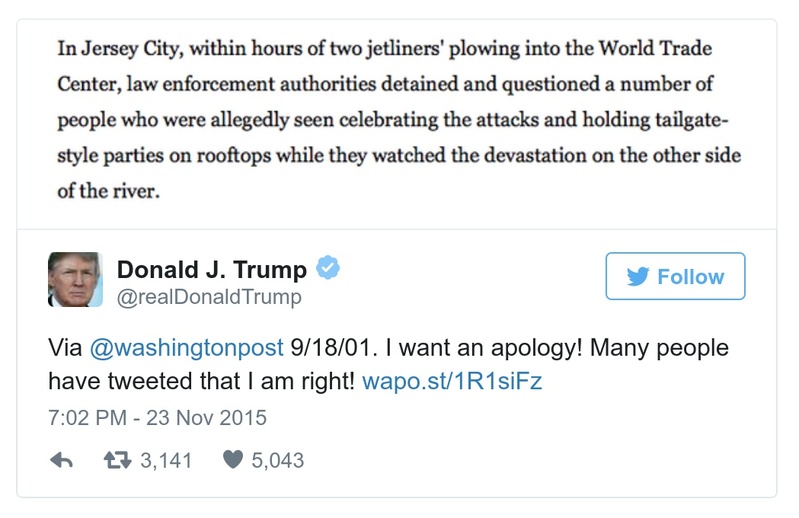 In Jersey City, within hours of two jetliners' plowing into the World Trade
Center, law enforcement authorities detained and questioned a number of
people who were allegedly seen celebrating the attacks and holding tailgate-
style parties on rooftops while they watched the devastation on the other side
of the river.
Donald J. Trump
@realDonaldTrump
Follow
Via @washingtonpost 9/18/01. I want an apology! Many people
have tweeted that I am right! wapo.st/1R1siFz
7:02 PM - 23 Nov 2015
3,141 5,043